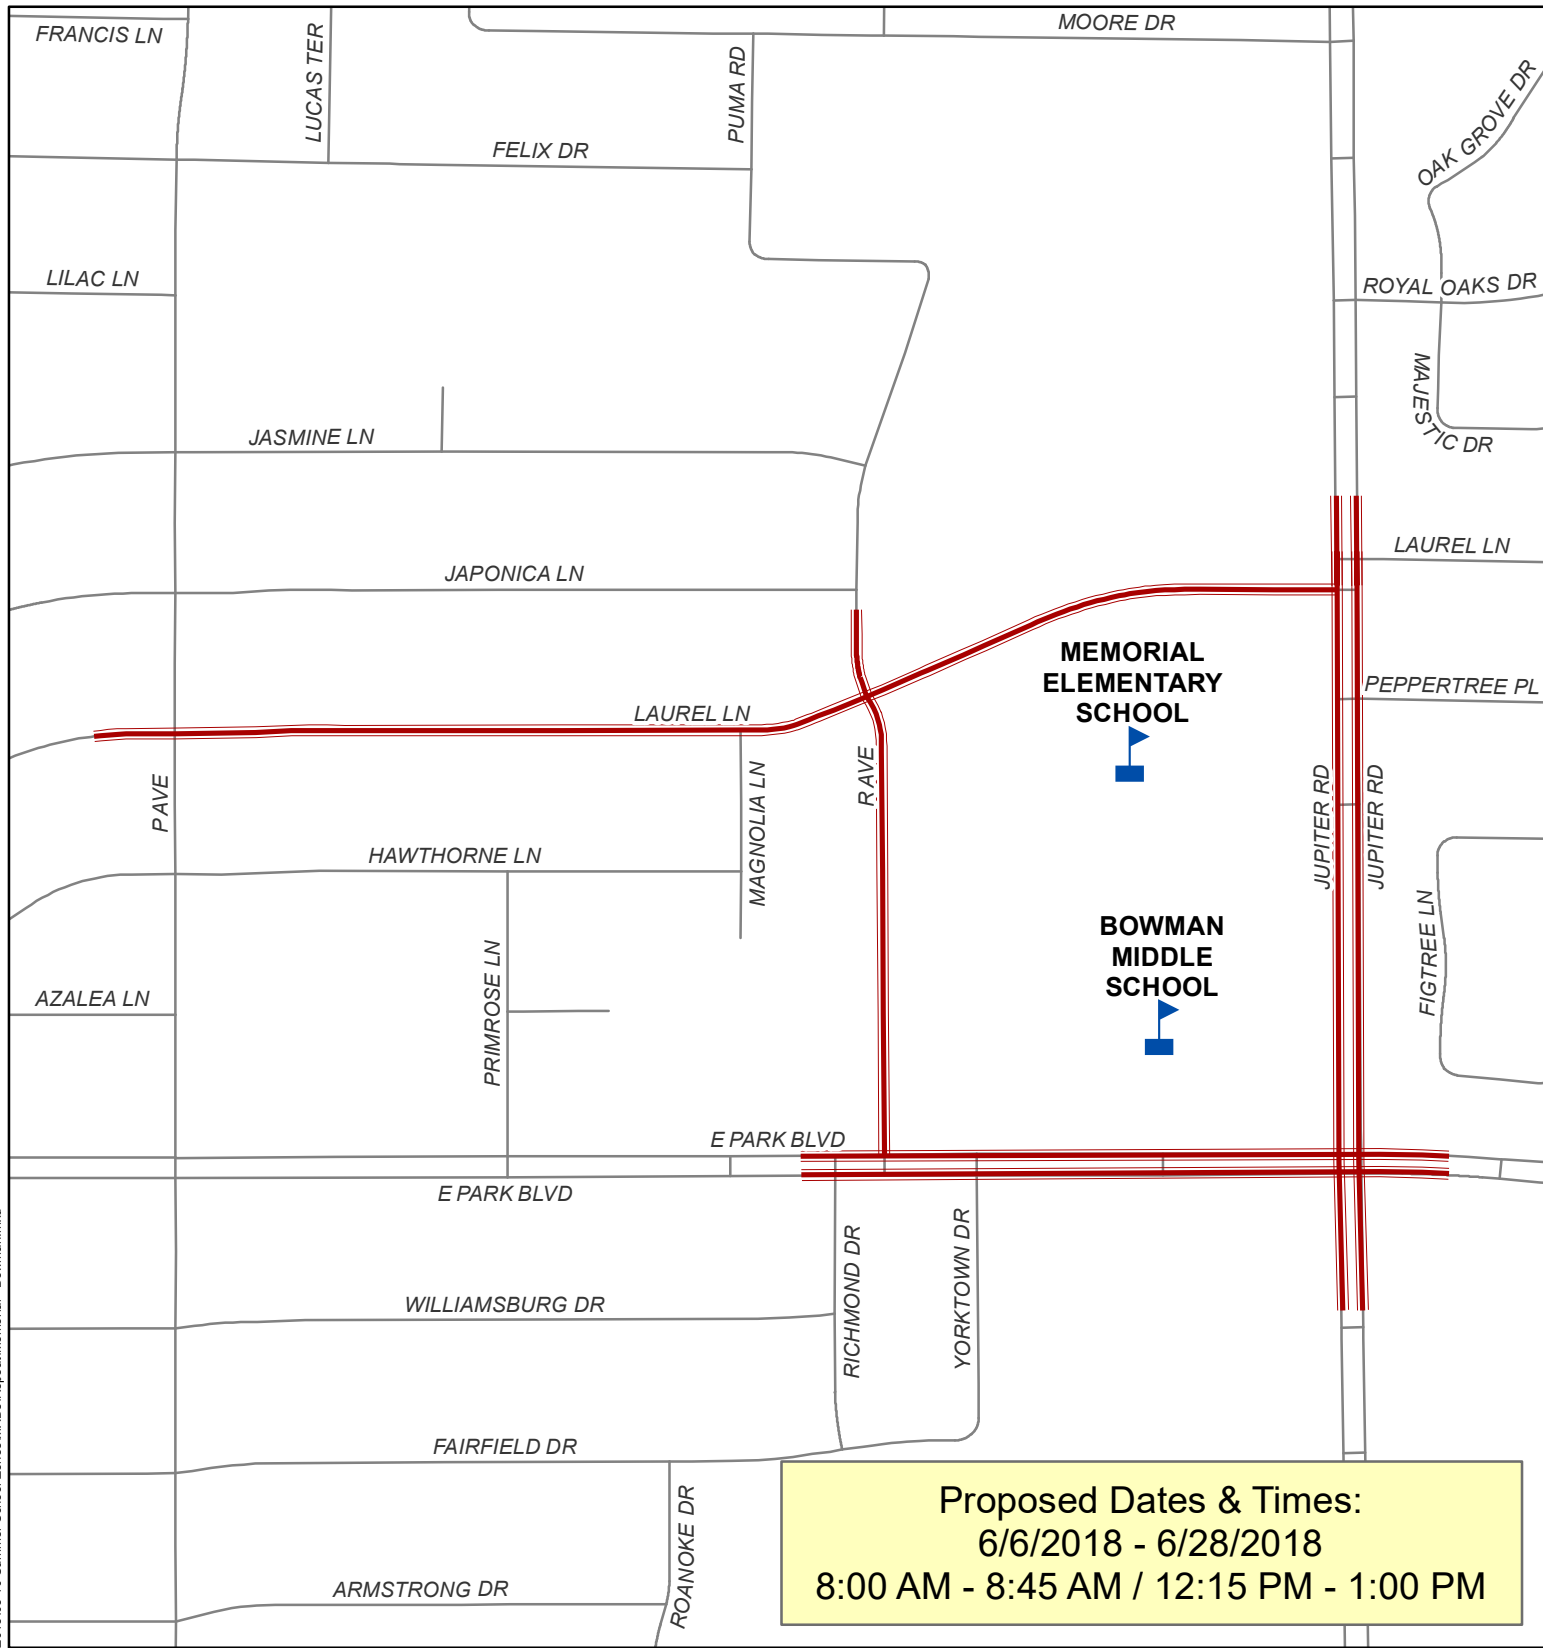 FRANCIS LN
LUCAS TER
PUMA RD
MOORE DR
OAK GROVE DR
FELIX DR
LILAC LN
ROYAL OAKS DR
MAJESTIC DR
JASMINE LN
LAUREL LN
JAPONICA LN
MEMORIAL
ELEMENTARY
SCHOOL
PEPPERTREE PL
LAUREL LN
P AVE
MAGNOLIA LN
R AVE
JUPITER RD
JUPITER RD
HAWTHORNE LN
FIGTREE LN
BOWMAN
MIDDLE
SCHOOL
AZALEA LN
PRIMROSE LN
E PARK BLVD
E PARK BLVD
RICHMOND DR
YORKTOWN DR
WILLIAMSBURG DR
FAIRFIELD DR
ROANOKE DR
ARMSTRONG DR
Proposed Dates & Times:
6/6/2018 - 6/28/2018
8:00 AM - 8:45 AM / 12:15 PM - 1:00 PM